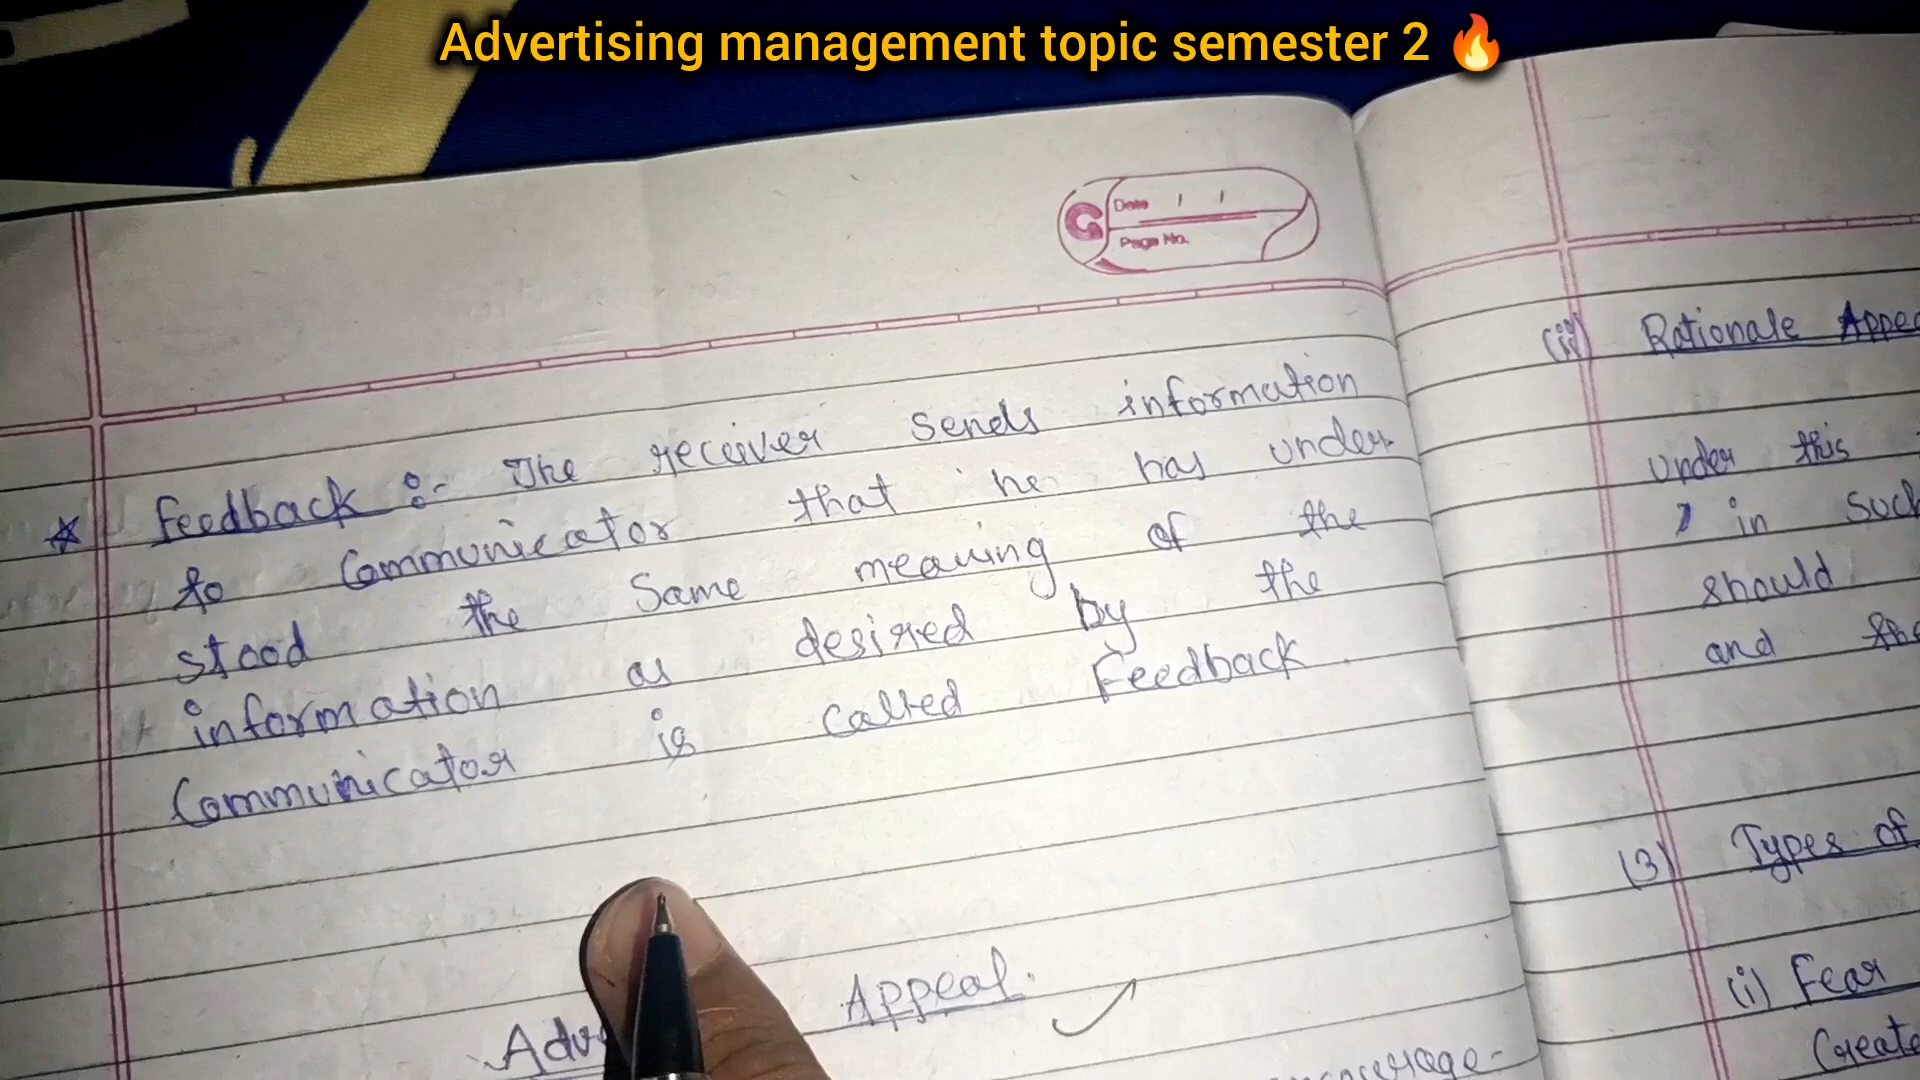 Advertising management topic semester 2 🔥
Date / /
Page No.
Feedback :- The receiver sends information
to Communicator that he has under
stood the Same meaning of the
information as desired by the
Communicator is called Feedback
Appeal.
(ii) Rationale
under this
in such
should
and the
(3) Types of
(i) Fear
Create